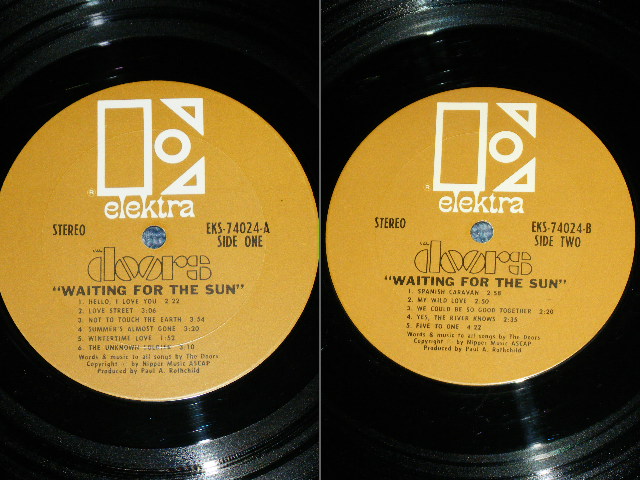 ®
elektra
STEREO
EKS-74024-A
SIDE ONE
THE
doors
"WAITING FOR THE SUN"
1. HELLO, I LOVE YOU 2:22
2. LOVE STREET 3:06
3. NOT TO TOUCH THE EARTH 3:54
4. SUMMER'S ALMOST GONE 3:20
5. WINTERTIME LOVE 1:52
6. THE UNKNOWN SOLDIER 3:10
Words & music to all songs by The Doors
Copyright © by Nipper Music ASCAP
Produced by Paul A. Rothchild
®
elektra
STEREO
EKS-74024-B
SIDE TWO
THE
doors
"WAITING FOR THE SUN"
1. SPANISH CARAVAN 2:58
2. MY WILD LOVE 2:50
3. WE COULD BE SO GOOD TOGETHER 2:20
4. YES, THE RIVER KNOWS 2:35
5. FIVE TO ONE 4:22
Words & music to all songs by The Doors
Copyright © by Nipper Music ASCAP
Produced by Paul A. Rothchild